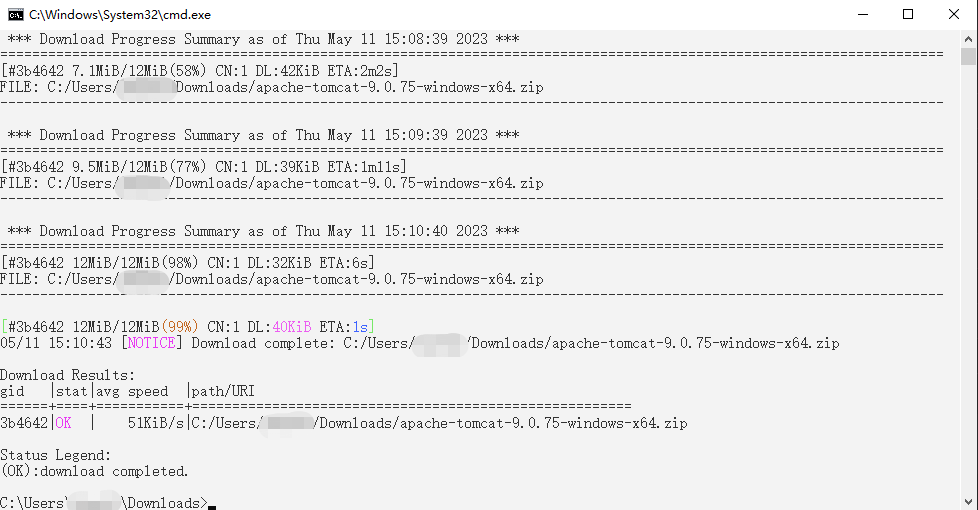 C:\Windows\System32\cmd.exe
*** Download Progress Summary as of Thu May 11 15:08:39 2023 ***
=======================================================================================================================
[#3b4642 7.1MiB/12MiB(58%) CN:1 DL:42KiB ETA:2m2s]
FILE: C:/Users/ Downloads/apache-tomcat-9.0.75-windows-x64.zip
-----------------------------------------------------------------------------------------------------------------------
*** Download Progress Summary as of Thu May 11 15:09:39 2023 ***
=======================================================================================================================
[#3b4642 9.5MiB/12MiB(77%) CN:1 DL:39KiB ETA:1m11s]
FILE: C:/Users/ /Downloads/apache-tomcat-9.0.75-windows-x64.zip
-----------------------------------------------------------------------------------------------------------------------
*** Download Progress Summary as of Thu May 11 15:10:40 2023 ***
=======================================================================================================================
[#3b4642 12MiB/12MiB(98%) CN:1 DL:32KiB ETA:6s]
FILE: C:/Users/ /Downloads/apache-tomcat-9.0.75-windows-x64.zip
-----------------------------------------------------------------------------------------------------------------------
[#3b4642 12MiB/12MiB(99%) CN:1 DL:40KiB ETA:1s]
05/11 15:10:43 [NOTICE] Download complete: C:/Users/ /Downloads/apache-tomcat-9.0.75-windows-x64.zip
Download Results:
gid   |stat|avg speed  |path/URI
======+====+===========+=======================================================
3b4642|OK  |    51KiB/s|C:/Users/ /Downloads/apache-tomcat-9.0.75-windows-x64.zip
Status Legend:
(OK):download completed.
C:\Users\ \Downloads>